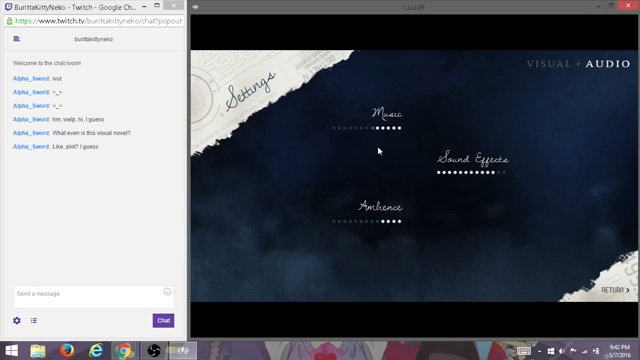 BurittaKittyNeko - Twitch - Google Ch...
https://www.twitch.tv/burittakittyneko/chat?popout
burittakittyneko
Welcome to the chat room!
Alpha_Sword: wut
Alpha_Sword: =_=
Alpha_Sword: <_<
Alpha_Sword: hm, welp, hi, I guess
Alpha_Sword: What even is this visual novel?
Alpha_Sword: Like, plot? I guess
Send a message
Chat
Lucid9
Settings
VISUAL • AUDIO
Music
Sound Effects
Ambience
RETURN
9:42 PM
5/7/2016